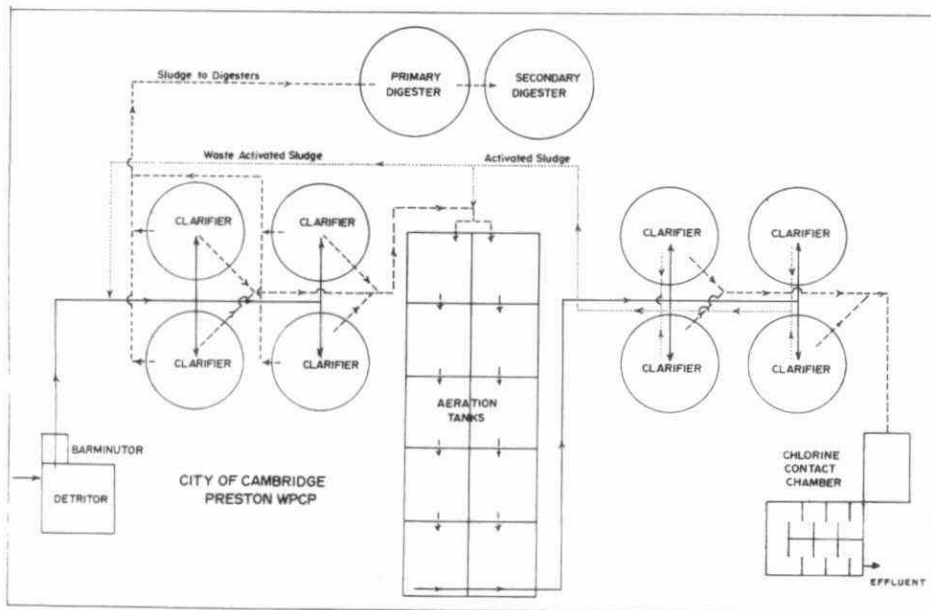 PRIMARY
DIGESTER
SECONDARY
DIGESTER
Sludge to Digesters
Waste Activated Sludge
Activated Sludge
CLARIFIER
CLARIFIER
CLARIFIER
CLARIFIER
CLARIFIER
CLARIFIER
CLARIFIER
CLARIFIER
AERATION
TANKS
BARMINUTOR
DETRITOR
CITY OF CAMBRIDGE
PRESTON WPCP
CHLORINE
CONTACT
CHAMBER
EFFLUENT